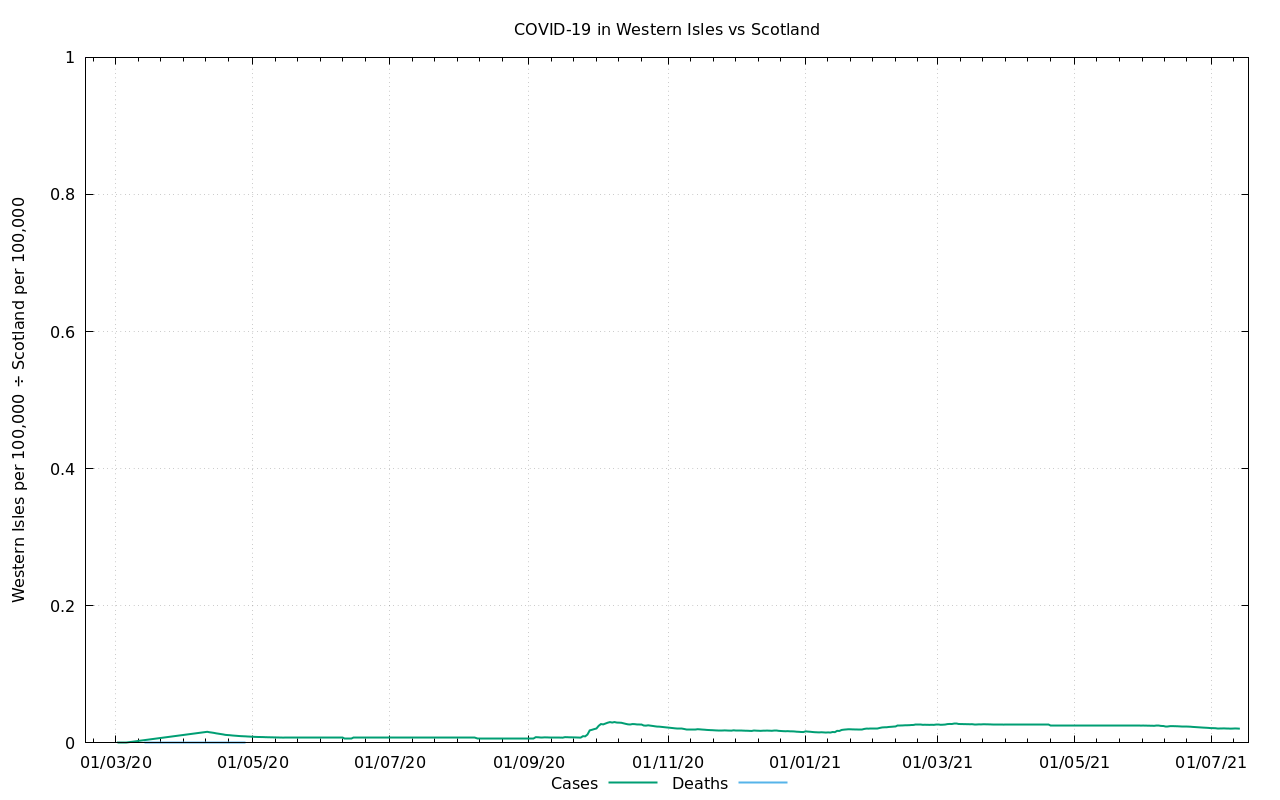 COVID-19 in Western Isles vs Scotland
Western Isles per 100,000 ÷ Scotland per 100,000
1
0.8
0.6
0.4
0.2
0
01/03/20 01/05/20 01/07/20 01/09/20 01/11/20 01/01/21 01/03/21 01/05/21 01/07/21
Cases Deaths